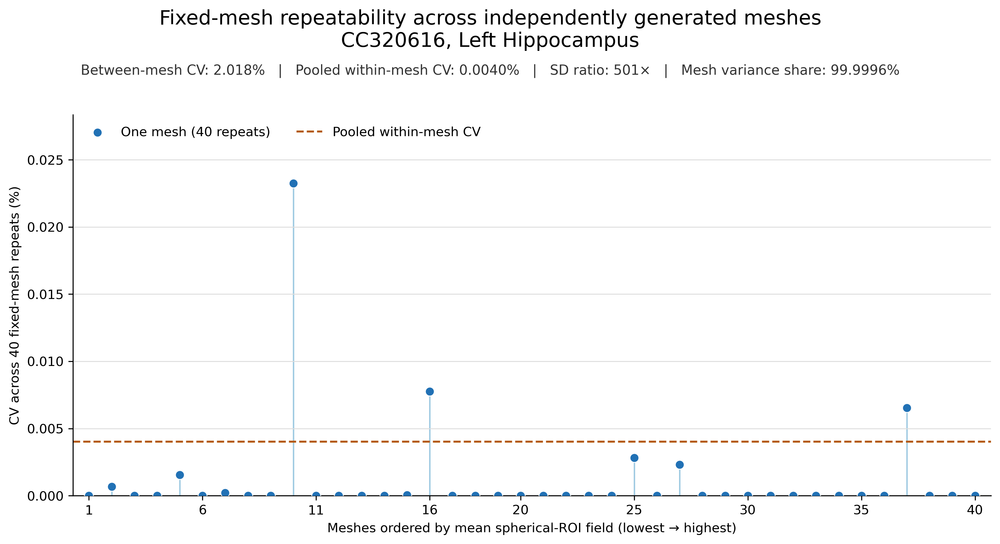 Fixed-mesh repeatability across independently generated meshes
CC320616, Left Hippocampus
Between-mesh CV: 2.018%   |   Pooled within-mesh CV: 0.0040%   |   SD ratio: 501×   |   Mesh variance share: 99.9996%
One mesh (40 repeats)   Pooled within-mesh CV
CV across 40 fixed-mesh repeats (%)
0.025
0.020
0.015
0.010
0.005
0.000
1 6 11 16 20 25 30 35 40
Meshes ordered by mean spherical-ROI field (lowest → highest)